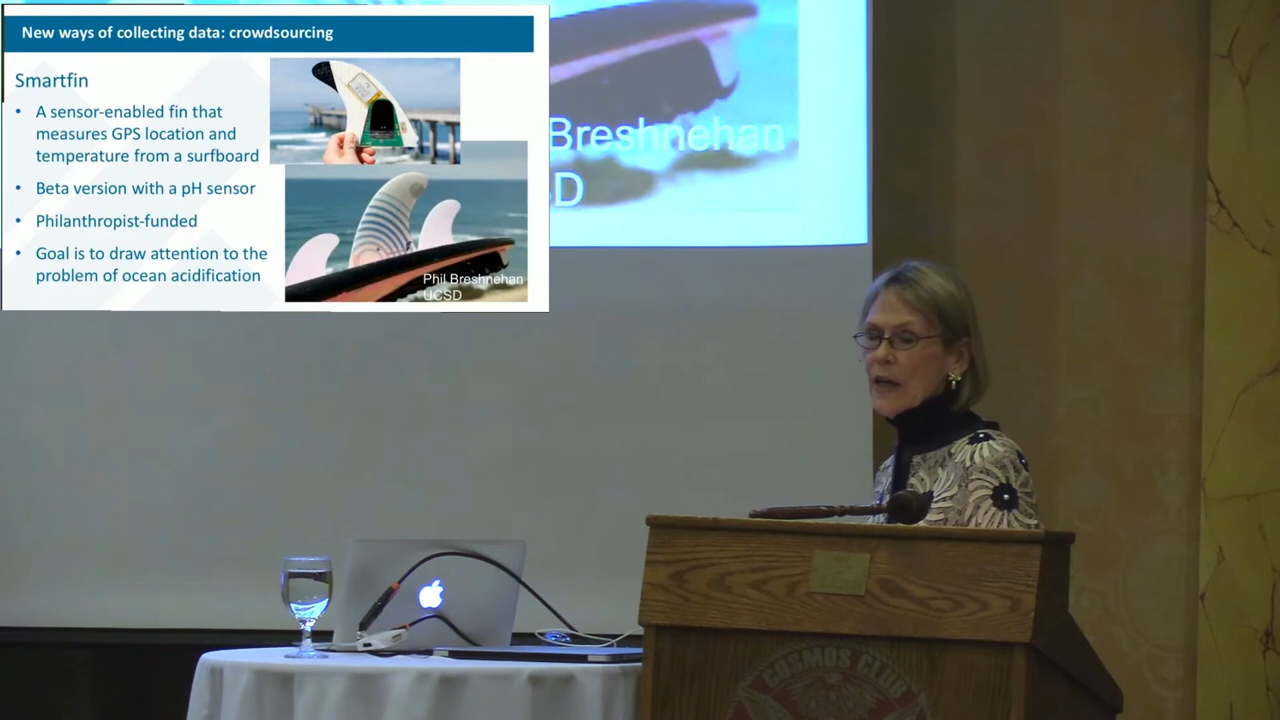 New ways of collecting data: crowdsourcing
Smartfin
• A sensor-enabled fin that
measures GPS location and
temperature from a surfboard
• Beta version with a pH sensor
• Philanthropist-funded
• Goal is to draw attention to the
problem of ocean acidification
Phil Breshnehan
UCSD
Breshnehan
D
COSMOS CLUB